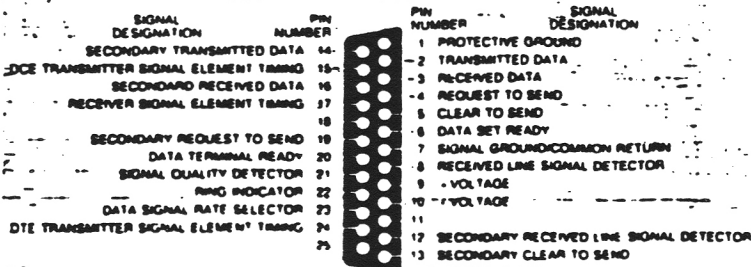 SIGNAL DESIGNATION
PIN NUMBER
SECONDARY TRANSMITTED DATA 14
DCE TRANSMITTER SIGNAL ELEMENT TIMING 15
SECONDARD RECEIVED DATA 16
RECEIVER SIGNAL ELEMENT TIMING 17
18
SECONDARY REQUEST TO SEND 19
DATA TERMINAL READY 20
SIGNAL QUALITY DETECTOR 21
RING INDICATOR 22
DATA SIGNAL RATE SELECTOR 23
DTE TRANSMITTER SIGNAL ELEMENT TIMING 24
25
PIN NUMBER
SIGNAL DESIGNATION
1 PROTECTIVE GROUND
2 TRANSMITTED DATA
3 RECEIVED DATA
4 REQUEST TO SEND
5 CLEAR TO SEND
6 DATA SET READY
7 SIGNAL GROUND/COMMON RETURN
8 RECEIVED LINE SIGNAL DETECTOR
9 VOLTAGE
10 VOLTAGE
11
12 SECONDARY RECEIVED LINE SIGNAL DETECTOR
13 SECONDARY CLEAR TO SEND